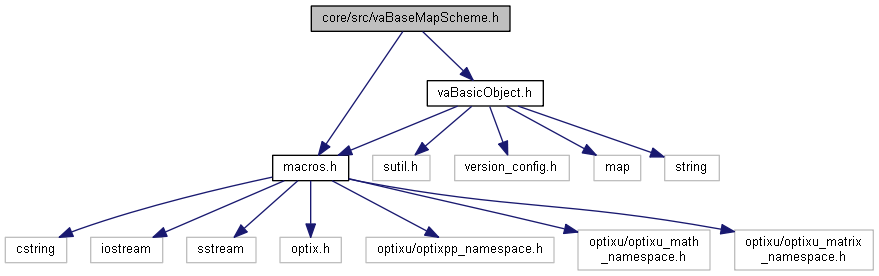 core/src/vaBaseMapScheme.h
vaBasicObject.h
macros.h
sutil.h
version_config.h
map
string
cstring
iostream
sstream
optix.h
optixu/optixpp_namespace.h
optixu/optixu_math
_namespace.h
optixu/optixu_matrix
_namespace.h